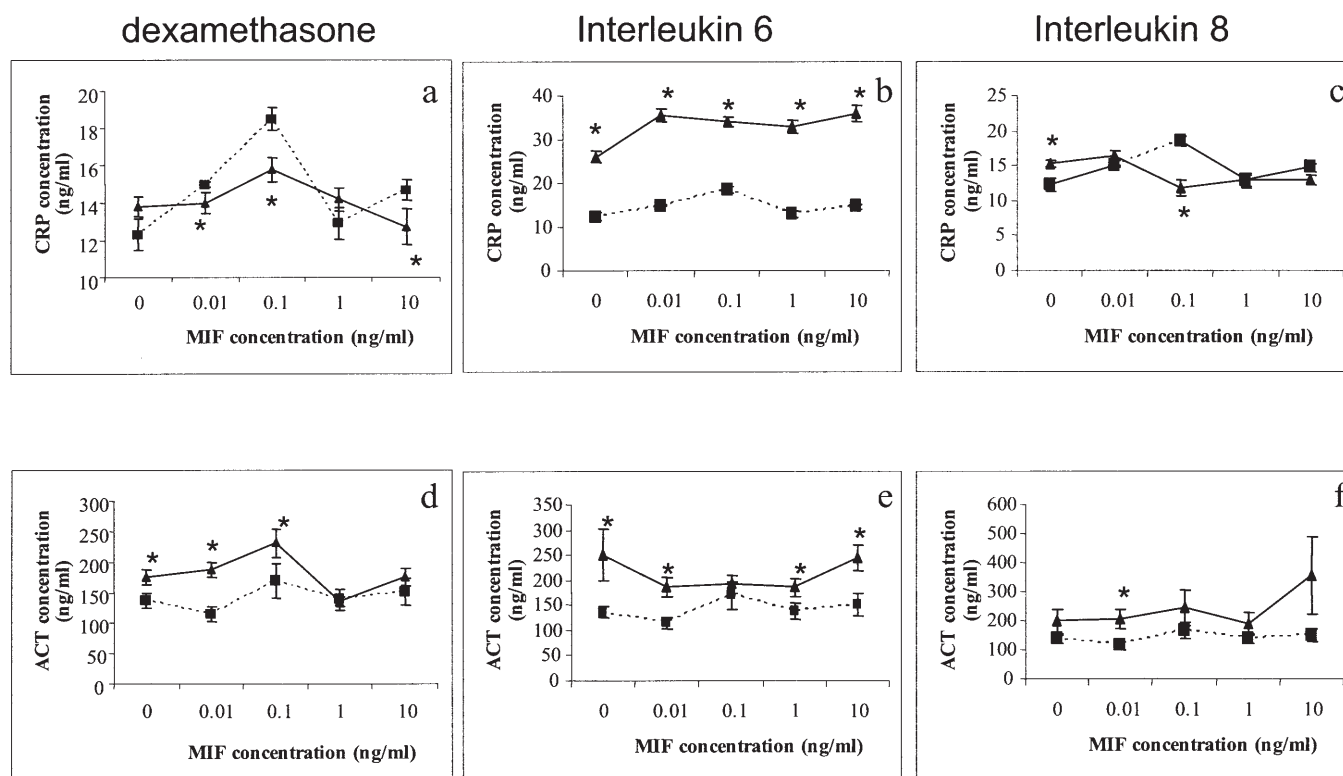 dexamethasone
Interleukin 6
Interleukin 8
a
CRP concentration
(ng/ml)
20
18
16
14
12
10
*
*
*
0 0.01 0.1 1 10
MIF concentration (ng/ml)
b
CRP concentration
(ng/ml)
40
30
20
10
0
*
*
*
*
*
0 0.01 0.1 1 10
MIF concentration (ng/ml)
c
CRP concentration
(ng/ml)
25
20
15
10
5
0
*
*
0 0.01 0.1 1 10
MIF concentration (ng/ml)
d
ACT concentration
(ng/ml)
300
250
200
150
100
50
0
*
*
*
0 0.01 0.1 1 10
MIF concentration (ng/ml)
e
ACT concentration
(ng/ml)
350
300
250
200
150
100
50
0
*
*
*
*
0 0.01 0.1 1 10
MIF concentration (ng/ml)
f
ACT concentration
(ng/ml)
600
500
400
300
200
100
0
*
0 0.01 0.1 1 10
MIF concentration (ng/ml)